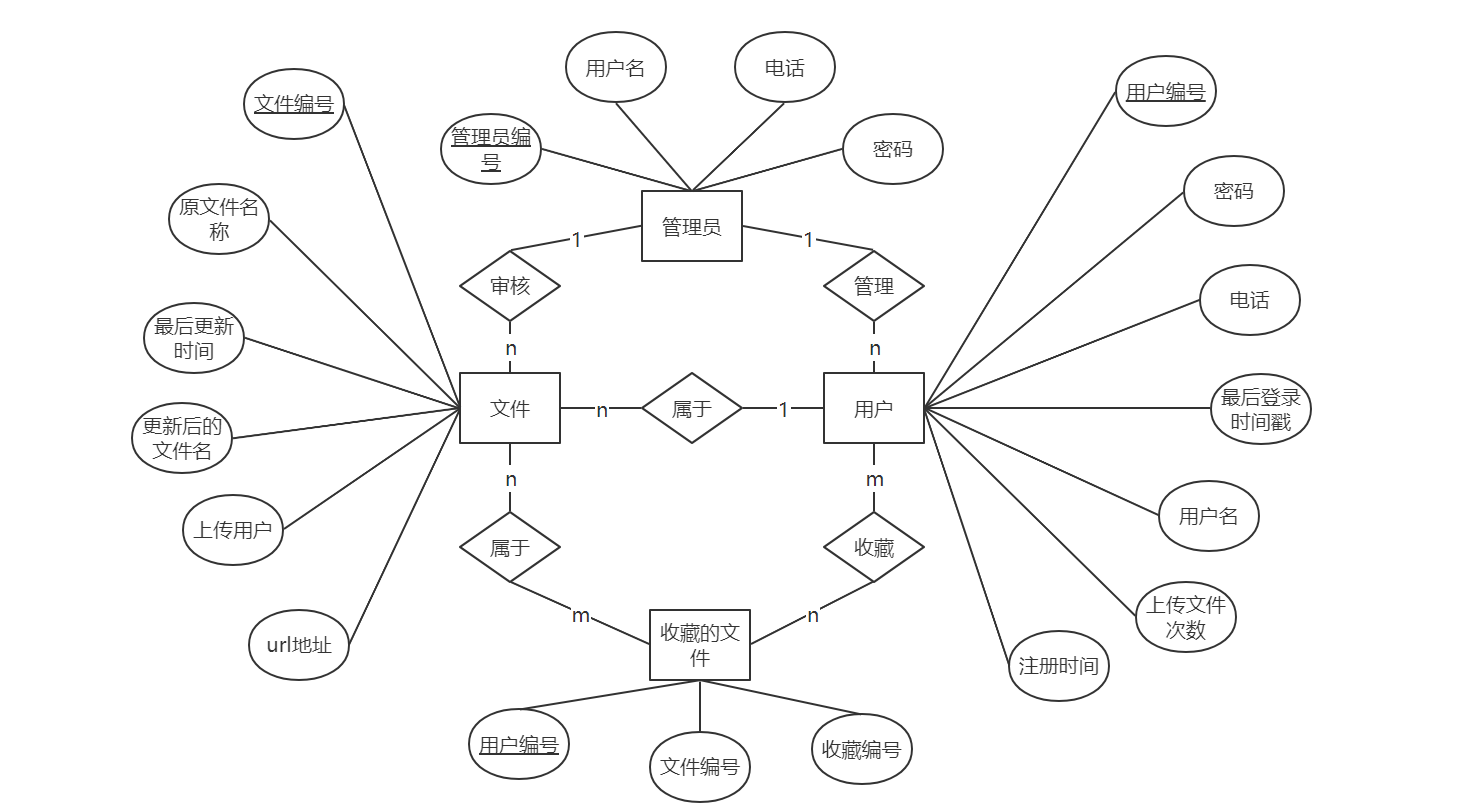 用户名
电话
文件编号
用户编号
管理员编
号
密码
密码
原文件名
称
管理员
1
1
审核
管理
电话
最后更新
时间
n
n
文件
n
属于
1
用户
最后登录
时间戳
更新后的
文件名
n
m
上传用户
用户名
属于
收藏
m
n
上传文件
次数
url地址
收藏的文
件
注册时间
用户编号
文件编号
收藏编号